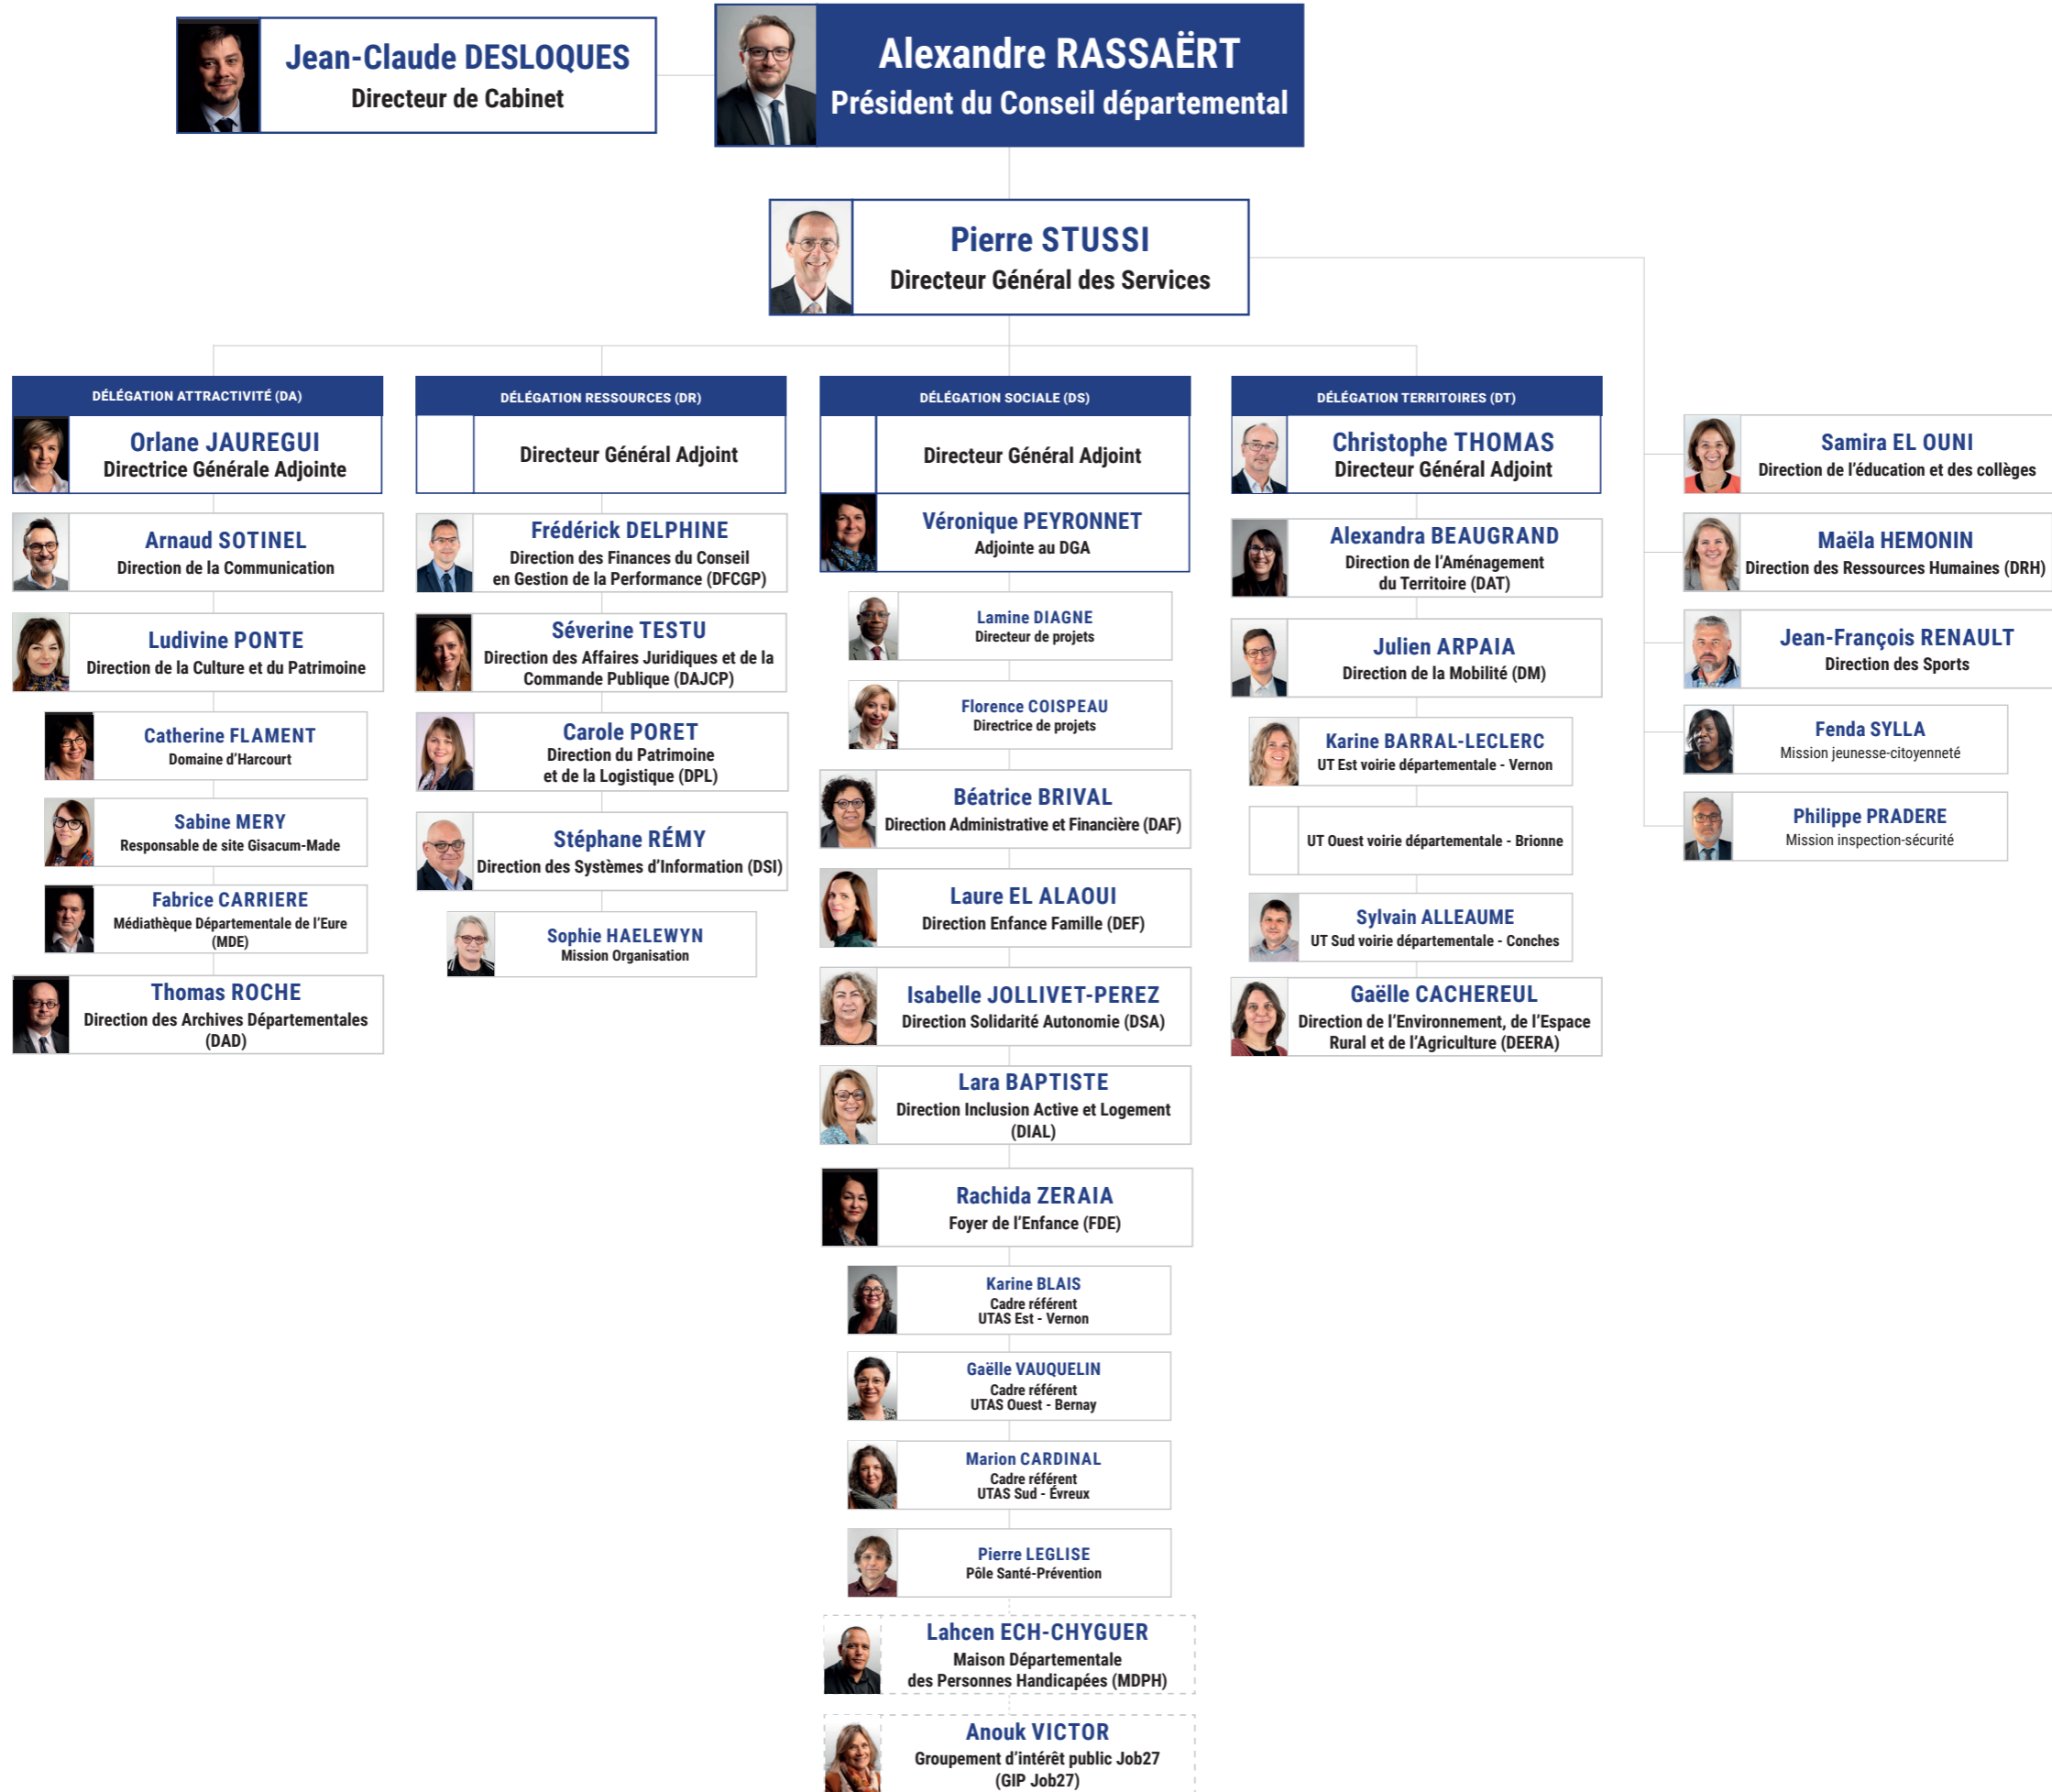 Jean-Claude DESLOQUES
Directeur de Cabinet
Alexandre RASSAËRT
Président du Conseil départemental
Pierre STUSSI
Directeur Général des Services
DÉLÉGATION ATTRACTIVITÉ (DA)
Orlane JAUREGUI
Directrice Générale Adjointe
Arnaud SOTINEL
Direction de la Communication
Ludivine PONTE
Direction de la Culture et du Patrimoine
Catherine FLAMENT
Domaine d'Harcourt
Sabine MERY
Responsable de site Gisacum-Made
Fabrice CARRIERE
Médiathèque Départementale de l'Eure
(MDE)
Thomas ROCHE
Direction des Archives Départementales
(DAD)
DÉLÉGATION RESSOURCES (DR)
Directeur Général Adjoint
Frédérick DELPHINE
Direction des Finances du Conseil
en Gestion de la Performance (DFCGP)
Séverine TESTU
Direction des Affaires Juridiques et de la
Commande Publique (DAJCP)
Carole PORET
Direction du Patrimoine
et de la Logistique (DPL)
Stéphane RÉMY
Direction des Systèmes d'Information (DSI)
Sophie HAELEWYN
Mission Organisation
DÉLÉGATION SOCIALE (DS)
Directeur Général Adjoint
Véronique PEYRONNET
Adjointe au DGA
Lamine DIAGNE
Directeur de projets
Florence COISPEAU
Directrice de projets
Béatrice BRIVAL
Direction Administrative et Financière (DAF)
Laure EL ALAOUI
Direction Enfance Famille (DEF)
Isabelle JOLLIVET-PEREZ
Direction Solidarité Autonomie (DSA)
Lara BAPTISTE
Direction Inclusion Active et Logement
(DIAL)
Rachida ZERAIA
Foyer de l'Enfance (FDE)
Karine BLAIS
Cadre référent
UTAS Est - Vernon
Gaëlle VAUQUELIN
Cadre référent
UTAS Ouest - Bernay
Marion CARDINAL
Cadre référent
UTAS Sud - Évreux
Pierre LEGLISE
Pôle Santé-Prévention
Lahcen ECH-CHYGUER
Maison Départementale
des Personnes Handicapées (MDPH)
Anouk VICTOR
Groupement d'intérêt public Job27
(GIP Job27)
DÉLÉGATION TERRITOIRES (DT)
Christophe THOMAS
Directeur Général Adjoint
Alexandra BEAUGRAND
Direction de l'Aménagement
du Territoire (DAT)
Julien ARPAIA
Direction de la Mobilité (DM)
Karine BARRAL-LECLERC
UT Est voirie départementale - Vernon
UT Ouest voirie départementale - Brionne
Sylvain ALLEAUME
UT Sud voirie départementale - Conches
Gaëlle CACHEREUL
Direction de l'Environnement, de l'Espace
Rural et de l'Agriculture (DEERA)
Samira EL OUNI
Direction de l'éducation et des collèges
Maëla HEMONIN
Direction des Ressources Humaines (DRH)
Jean-François RENAULT
Direction des Sports
Fenda SYLLA
Mission jeunesse-citoyenneté
Philippe PRADERE
Mission inspection-sécurité